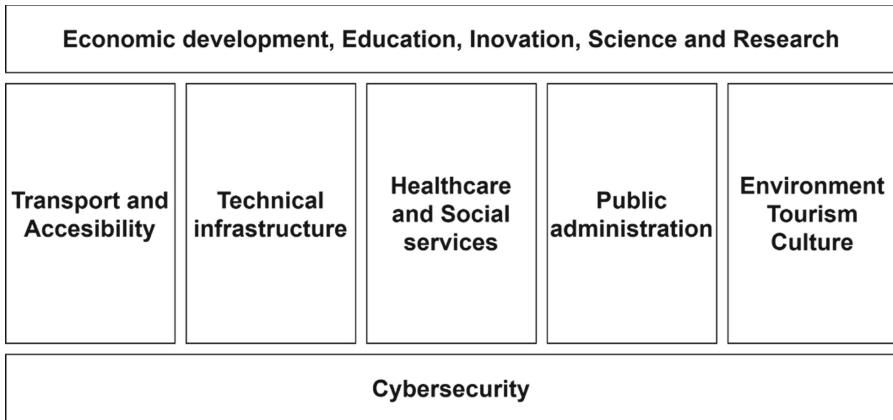 Economic development, Education, Inovation, Science and Research
Transport and
Accesibility
Technical
infrastructure
Healthcare
and Social
services
Public
administration
Environment
Tourism
Culture
Cybersecurity